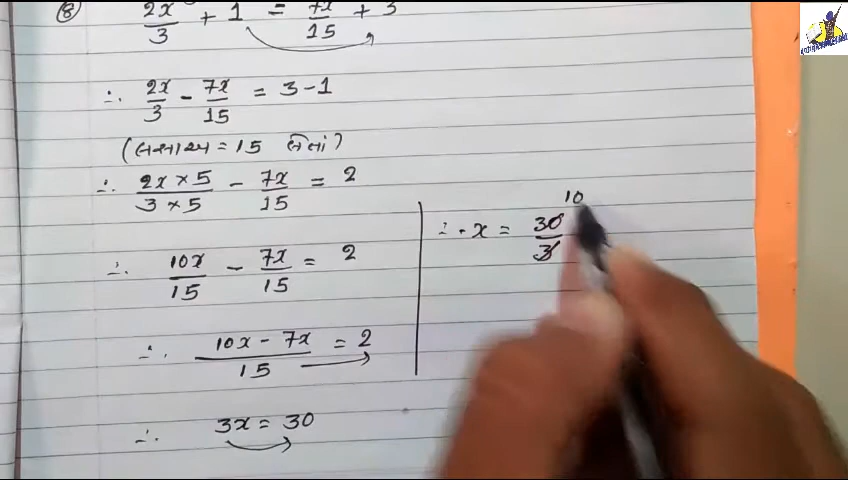 ⑧ 2x/3 + 1 = 7x/15 + 3
∴ 2x/3 - 7x/15 = 3-1
(લસાઅ = 15 લેતાં)
∴ 2x × 5/3 × 5 - 7x/15 = 2
∴ 10x/15 - 7x/15 = 2
∴ 10x - 7x/15 = 2
∴ 3x = 30
∴ x = 30/3 10